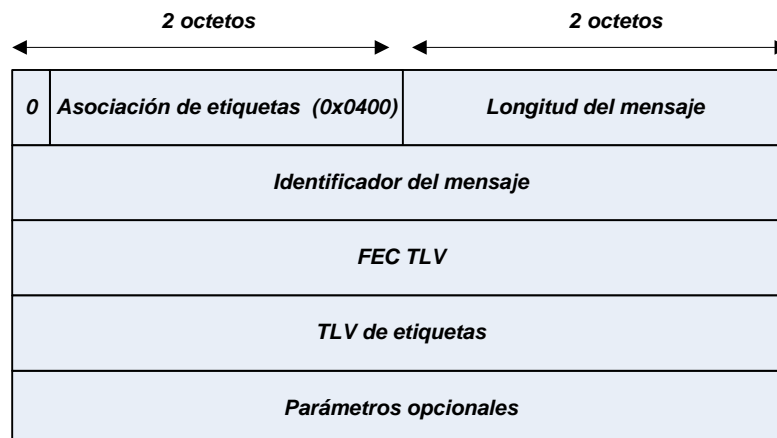 2 octetos 2 octetos
0 Asociación de etiquetas (0x0400) Longitud del mensaje
Identificador del mensaje
FEC TLV
TLV de etiquetas
Parámetros opcionales